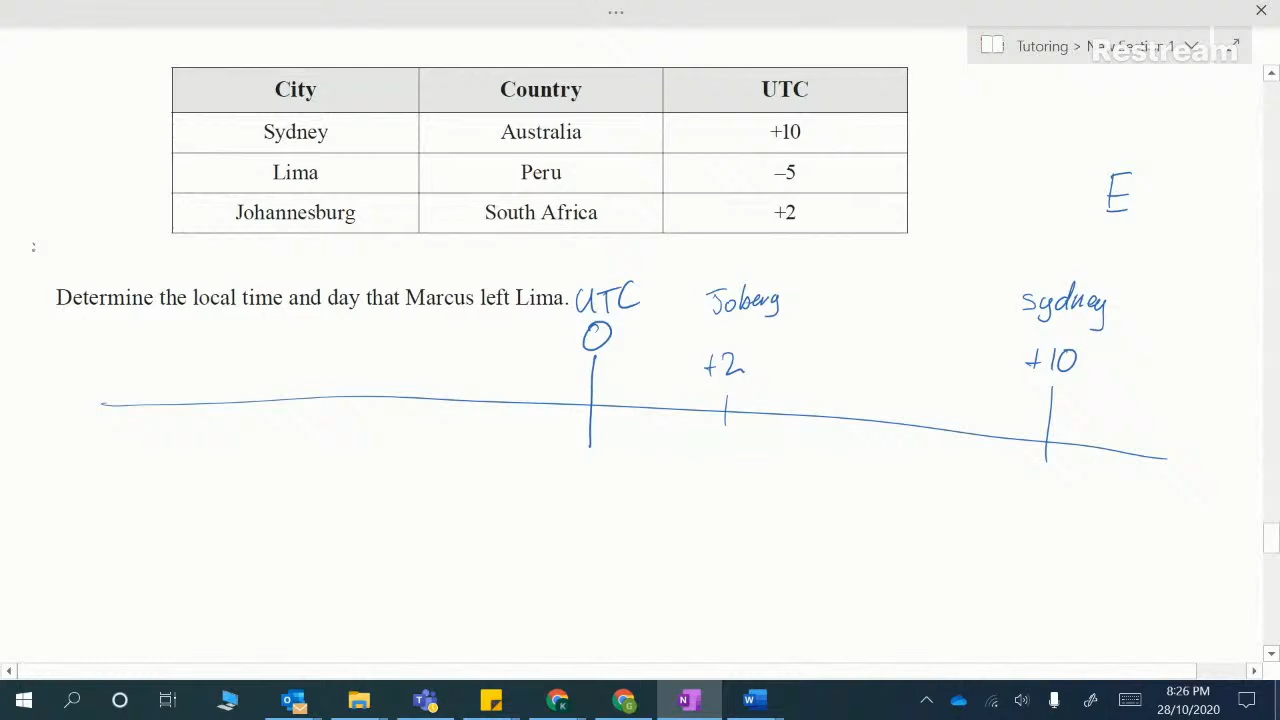 ...
Tutoring > New Section 1
Restream
City Country UTC
Sydney Australia +10
Lima Peru –5
Johannesburg South Africa +2
E
:
Determine the local time and day that Marcus left Lima.
UTC Joberg Sydney
0 +2 +10
8:26 PM
28/10/2020